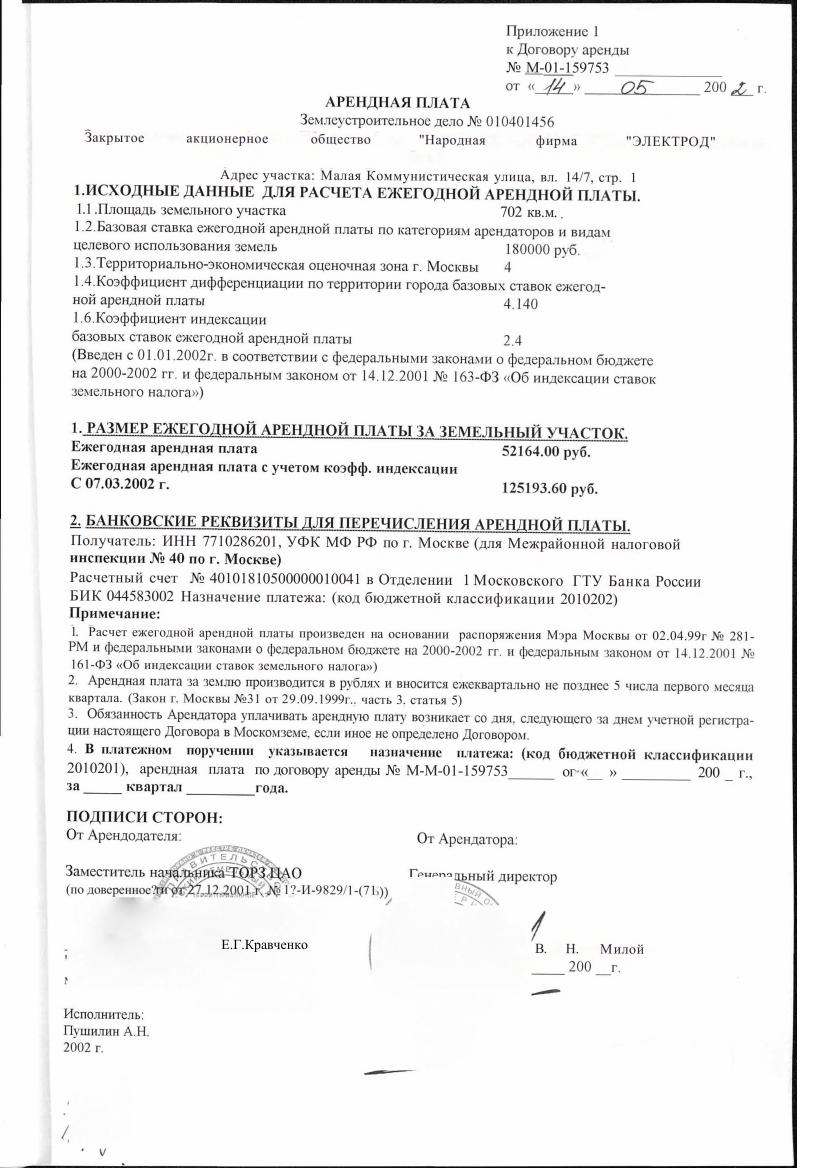 Приложение 1
к Договору аренды
№ М-01-159753 ______________
от «_14_» ______05______ 200 2 г.
АРЕНДНАЯ ПЛАТА
Землеустроительное дело № 010401456
Закрытое акционерное общество "Народная фирма "ЭЛЕКТРОД"
Адрес участка: Малая Коммунистическая улица, вл. 14/7, стр. 1
1.ИСХОДНЫЕ ДАННЫЕ ДЛЯ РАСЧЕТА ЕЖЕГОДНОЙ АРЕНДНОЙ ПЛАТЫ.
1.1.Площадь земельного участка 702 кв.м. .
1.2.Базовая ставка ежегодной арендной платы по категориям арендаторов и видам
целевого использования земель 180000 руб.
1.3.Территориально-экономическая оценочная зона г. Москвы 4
1.4.Коэффициент дифференциации по территории города базовых ставок ежегод-
ной арендной платы 4.140
1.6.Коэффициент индексации
базовых ставок ежегодной арендной платы 2.4
(Введен с 01.01.2002г. в соответствии с федеральными законами о федеральном бюджете
на 2000-2002 гг. и федеральным законом от 14.12.2001 № 163-ФЗ «Об индексации ставок
земельного налога»)
1. РАЗМЕР ЕЖЕГОДНОЙ АРЕНДНОЙ ПЛАТЫ ЗА ЗЕМЕЛЬНЫЙ УЧАСТОК.
Ежегодная арендная плата 52164.00 руб.
Ежегодная арендная плата с учетом коэфф. индексации
С 07.03.2002 г. 125193.60 руб.
2. БАНКОВСКИЕ РЕКВИЗИТЫ ДЛЯ ПЕРЕЧИСЛЕНИЯ АРЕНДНОЙ ПЛАТЫ.
Получатель: ИНН 7710286201, УФК МФ РФ по г. Москве (для Межрайонной налоговой
инспекции № 40 по г. Москве)
Расчетный счет № 40101810500000010041 в Отделении 1 Московского ГТУ Банка России
БИК 044583002 Назначение платежа: (код бюджетной классификации 2010202)
Примечание:
1. Расчет ежегодной арендной платы произведен на основании распоряжения Мэра Москвы от 02.04.99г № 281-
РМ и федеральными законами о федеральном бюджете на 2000-2002 гг. и федеральным законом от 14.12.2001 №
161-ФЗ «Об индексации ставок земельного налога»)
2. Арендная плата за землю производится в рублях и вносится ежеквартально не позднее 5 числа первого месяца
квартала. (Закон г. Москвы №31 от 29.09.1999г., часть 3, статья 5)
3. Обязанность Арендатора уплачивать арендную плату возникает со дня, следующего за днем учетной регистра-
ции настоящего Договора в Москомземе, если иное не определено Договором.
4. В платежном поручении указывается назначение платежа: (код бюджетной классификации
2010201), арендная плата по договору аренды № М-М-01-159753______ от «__ » _________ 200 _ г.,
за _____ квартал _________года.
ПОДПИСИ СТОРОН:
От Арендодателя: От Арендатора:
Заместитель начальника ТОРЗ ЦАО Генеральный директор
(по доверенное?ти от 27.12.2001 г. № 1?-И-9829/1-(71,))
Е.Г.Кравченко
В. Н. Милой
____ 200 __г.
Исполнитель:
Пушилин А.Н.
2002 г.